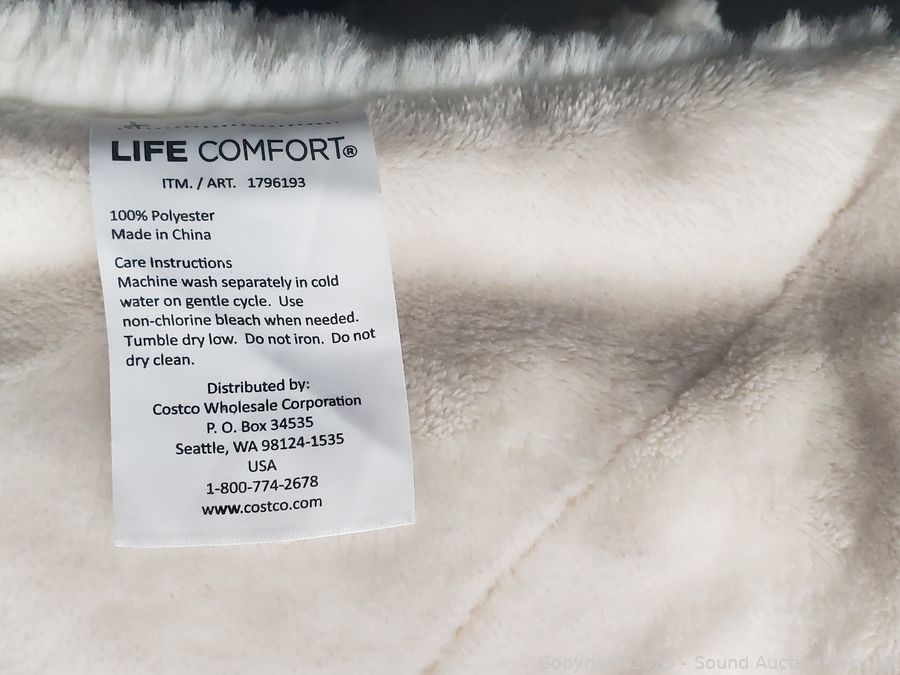 LIFE COMFORT®
ITM. / ART. 1796193
100% Polyester
Made in China
Care Instructions
Machine wash separately in cold
water on gentle cycle. Use
non-chlorine bleach when needed.
Tumble dry low. Do not iron. Do not
dry clean.
Distributed by:
Costco Wholesale Corporation
P. O. Box 34535
Seattle, WA 98124-1535
USA
1-800-774-2678
www.costco.com
Copyright - Sound Auction